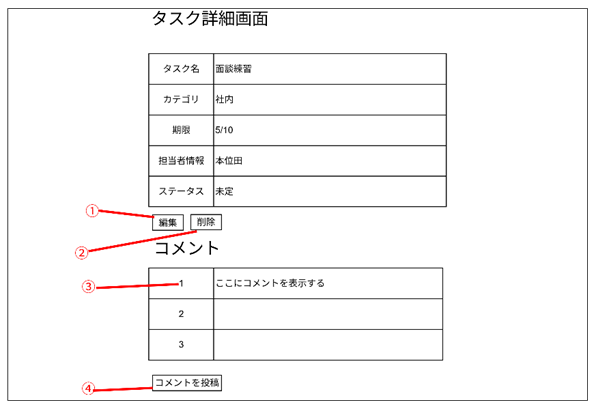 タスク詳細画面
タスク名 面談練習
カテゴリ 社内
期限 5/10
担当者情報 本位田
ステータス 未定
① 編集 削除
②
コメント
③ 1 ここにコメントを表示する
2
3
④ コメントを投稿